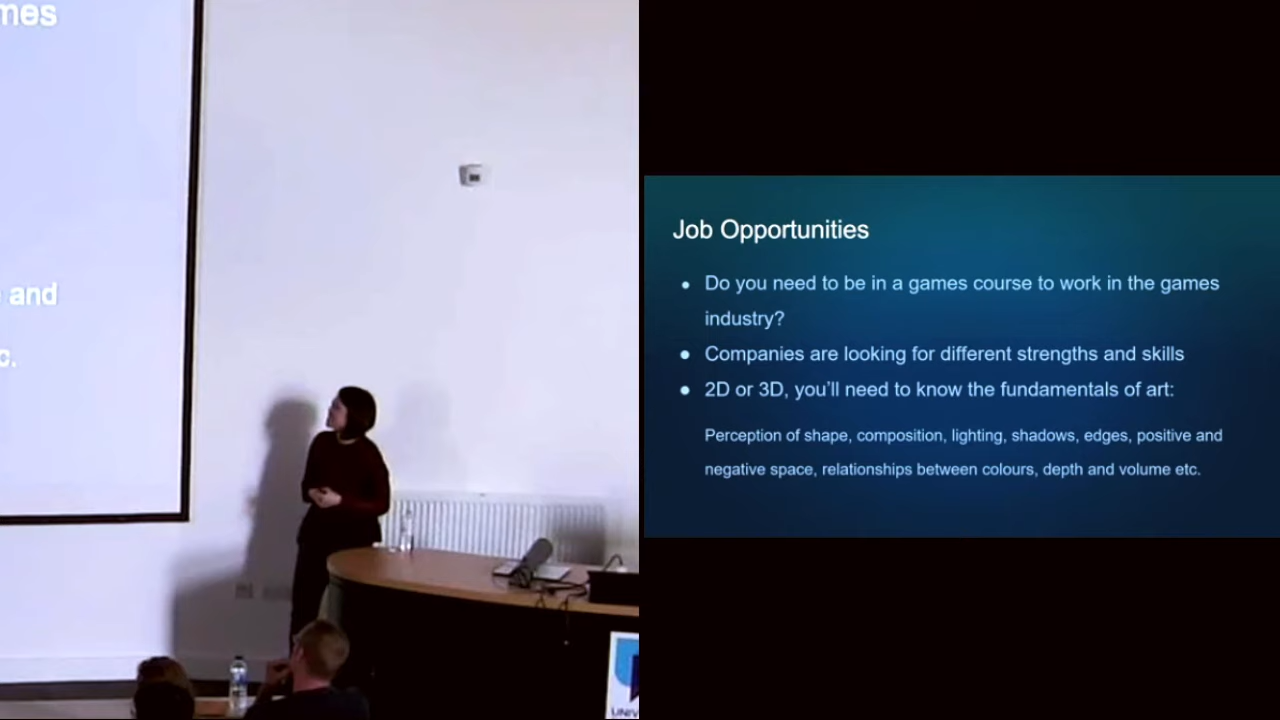 mes
and
c.
UNIV
Job Opportunities
Do you need to be in a games course to work in the games
industry?
Companies are looking for different strengths and skills
2D or 3D, you'll need to know the fundamentals of art:
Perception of shape, composition, lighting, shadows, edges, positive and
negative space, relationships between colours, depth and volume etc.